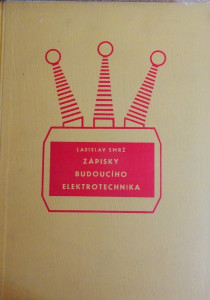 LADISLAV SMRŽ
ZÁPISKY
BUDOUCÍHO
ELEKTROTECHNIKA